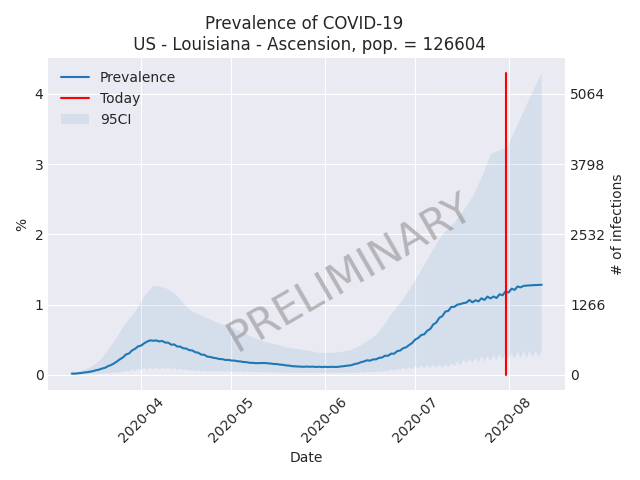 Prevalence of COVID-19
US - Louisiana - Ascension, pop. = 126604
Prevalence
Today
95CI
PRELIMINARY
4
3
2
1
0
%
5064
3798
2532
1266
0
# of infections
2020-04
2020-05
2020-06
2020-07
2020-08
Date